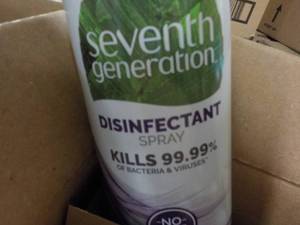 seventh
generation
DISINFECTANT
SPRAY
KILLS 99.99%
OF BACTERIA & VIRUSES*
NO